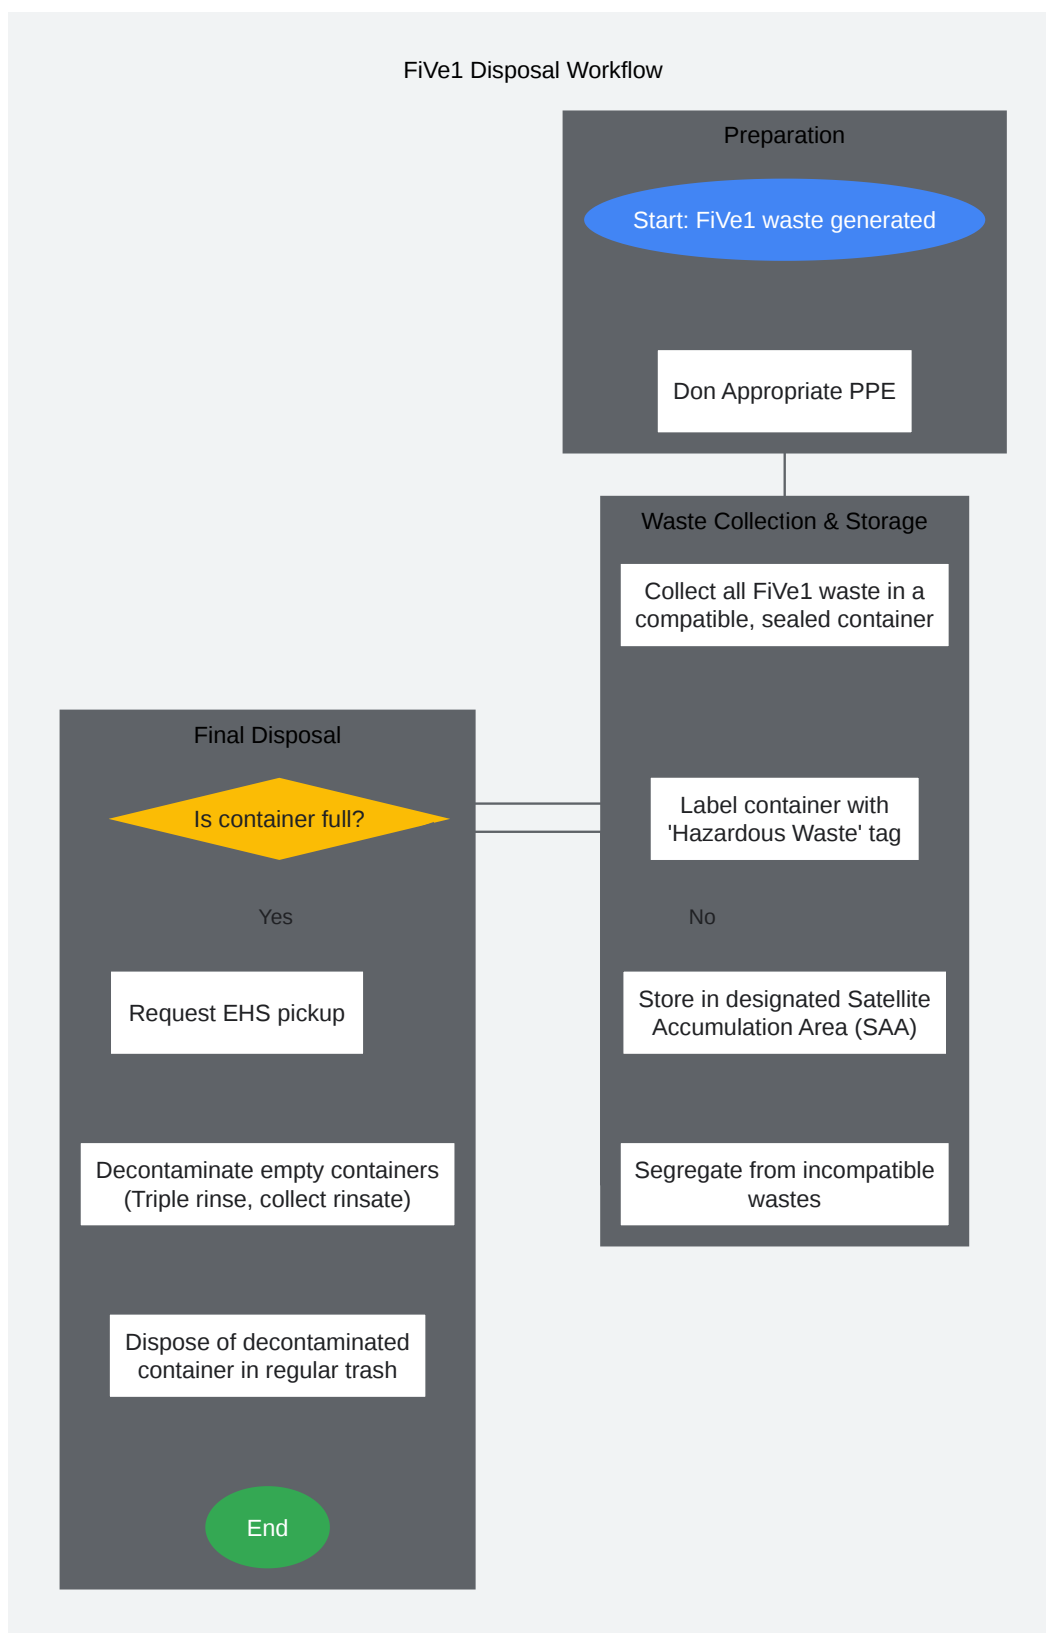 FiVe1 Disposal Workflow
Preparation
Start: FiVe1 waste generated
Don Appropriate PPE
Waste Collection & Storage
Collect all FiVe1 waste in a
compatible, sealed container
Label container with
'Hazardous Waste' tag
No
Store in designated Satellite
Accumulation Area (SAA)
Segregate from incompatible
wastes
Final Disposal
Is container full?
Yes
Request EHS pickup
Decontaminate empty containers
(Triple rinse, collect rinsate)
Dispose of decontaminated
container in regular trash
End